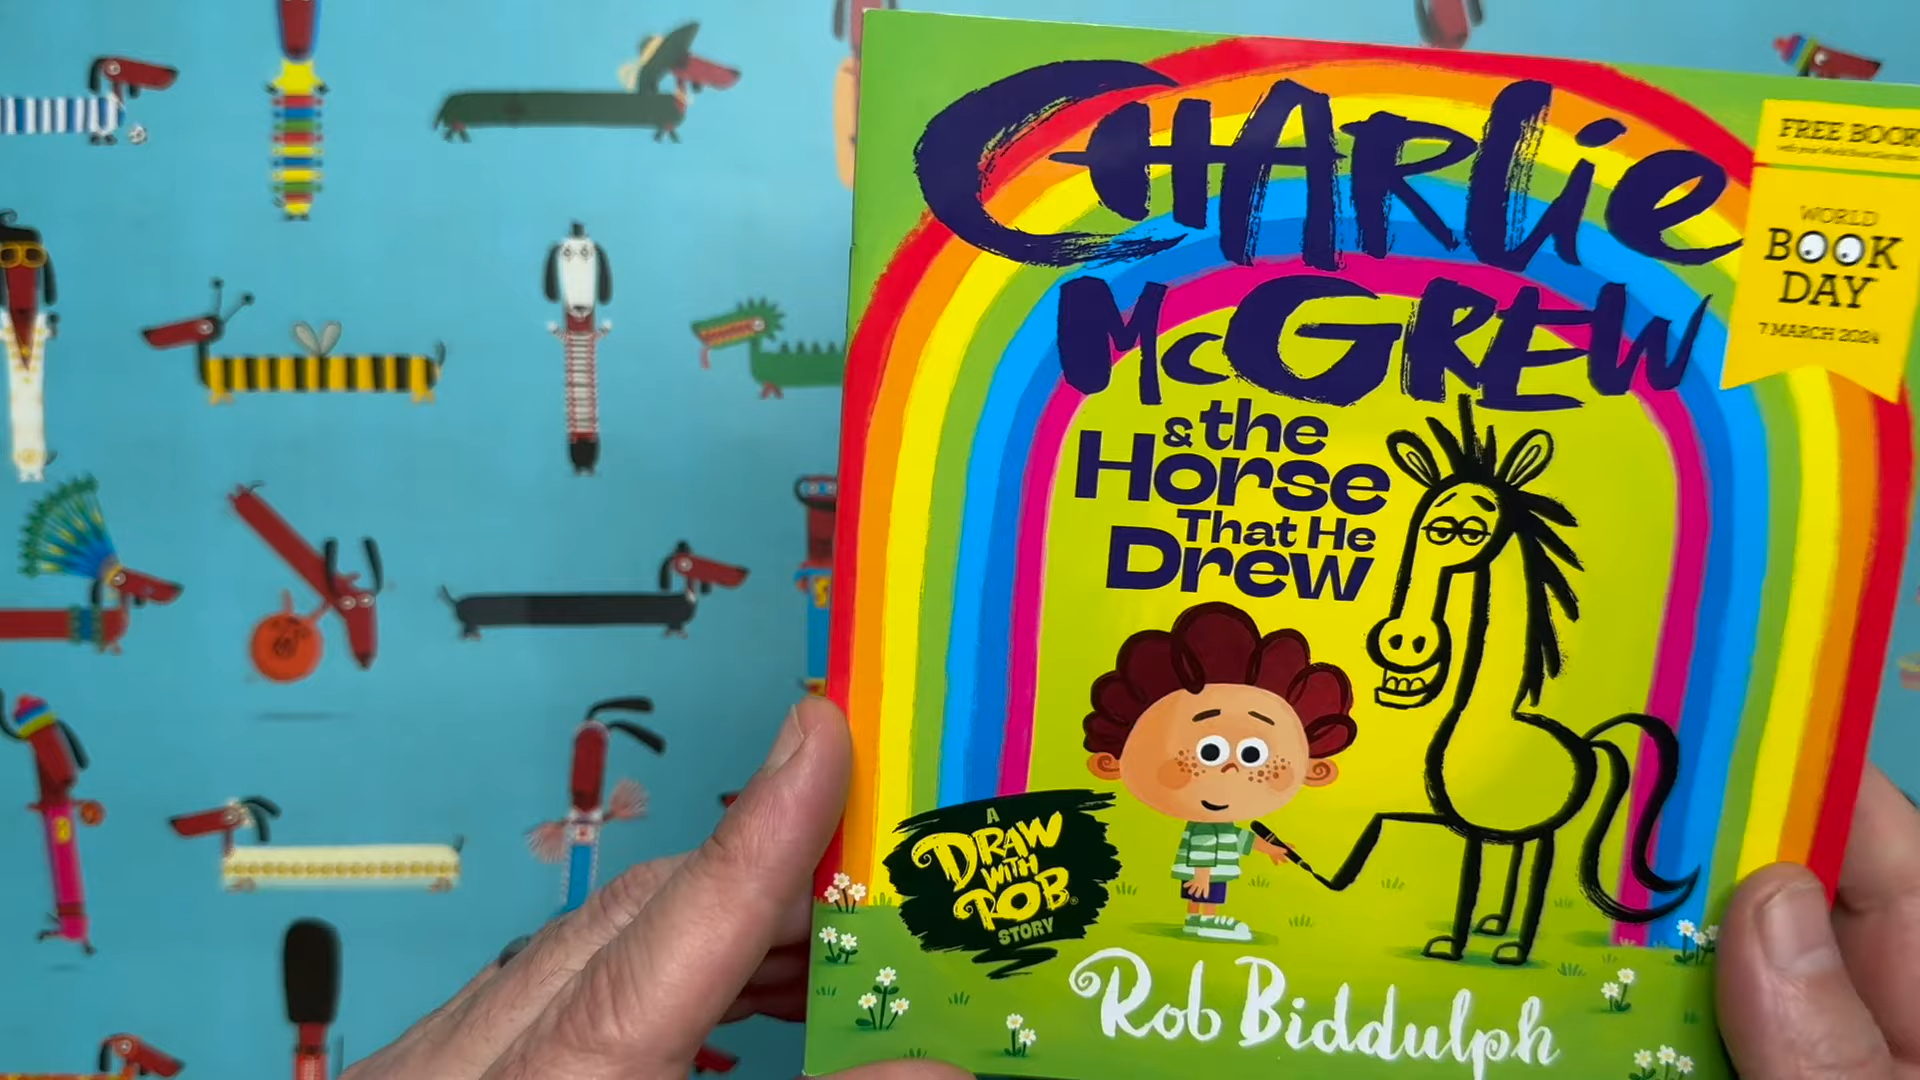 CHARLIE
McGREW
& the
Horse
That He
Drew
FREE BOOK
WORLD
BOOK
DAY
7 MARCH 2024
A
DRAW
WITH
ROB
STORY
Rob Biddulph